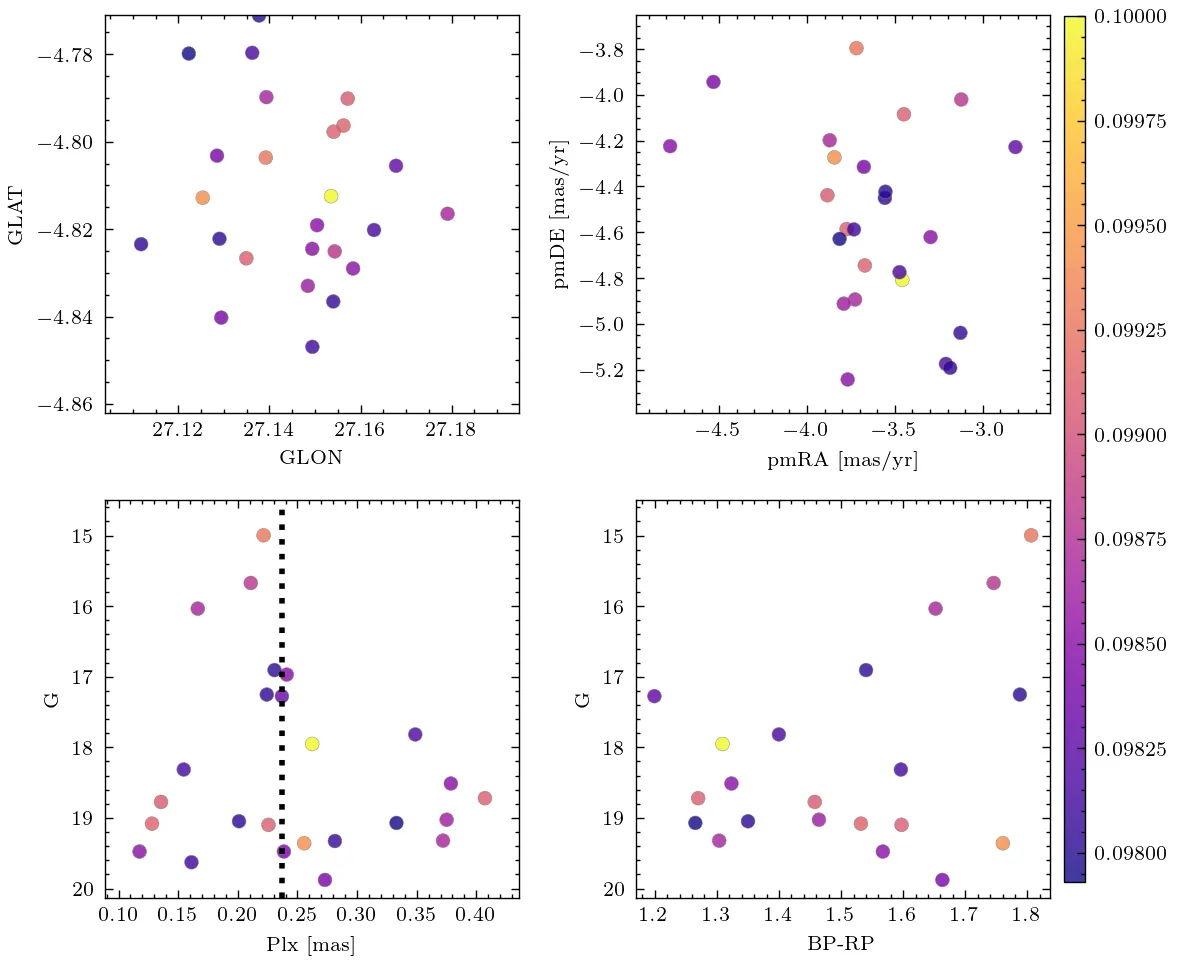 −4.78
−4.80
−4.82
−4.84
−4.86
GLAT
27.12 27.14 27.16 27.18
GLON
−3.8
−4.0
−4.2
−4.4
−4.6
−4.8
−5.0
−5.2
pmDE [mas/yr]
−4.5 −4.0 −3.5 −3.0
pmRA [mas/yr]
0.10000
0.09975
0.09950
0.09925
0.09900
0.09875
0.09850
0.09825
0.09800
15
16
17
18
19
20
G
0.10 0.15 0.20 0.25 0.30 0.35 0.40
Plx [mas]
15
16
17
18
19
20
G
1.2 1.3 1.4 1.5 1.6 1.7 1.8
BP-RP